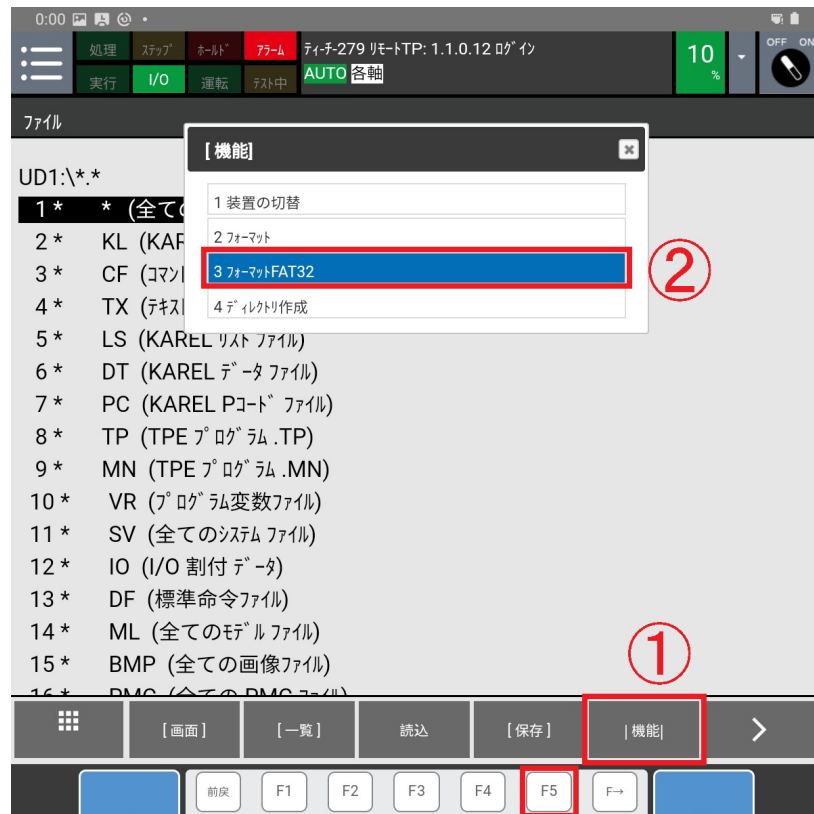 0:00
処理 ｽﾃｯﾌﾟ ﾎｰﾙﾄﾞ ｱﾗｰﾑ ﾃｨｰﾁ-279 ﾘﾓｰﾄTP: 1.1.0.12 ﾛｸﾞｲﾝ
実行 I/O 運転 ﾃｽﾄ中 AUTO 各軸
10
%
OFF ON
ﾌｧｲﾙ
[ 機能]
1 装置の切替
2 ﾌｫｰﾏｯﾄ
3 ﾌｫｰﾏｯﾄFAT32
4 ﾃﾞｨﾚｸﾄﾘ作成
②
UD1:\*.*
1 * * (全て
2 * KL (KAR
3 * CF (ｺﾏﾝﾄ
4 * TX (ﾃｷｽ
5 * LS (KAREL ﾘｽﾄ ﾌｧｲﾙ)
6 * DT (KAREL ﾃﾞｰﾀ ﾌｧｲﾙ)
7 * PC (KAREL Pｺｰﾄﾞ ﾌｧｲﾙ)
8 * TP (TPE ﾌﾟﾛｸﾞﾗﾑ .TP)
9 * MN (TPE ﾌﾟﾛｸﾞﾗﾑ .MN)
10 * VR (ﾌﾟﾛｸﾞﾗﾑ変数ﾌｧｲﾙ)
11 * SV (全てのｼｽﾃﾑ ﾌｧｲﾙ)
12 * IO (I/O 割付 ﾃﾞｰﾀ)
13 * DF (標準命令ﾌｧｲﾙ)
14 * ML (全てのﾓﾃﾞﾙ ﾌｧｲﾙ)
15 * BMP (全ての画像ﾌｧｲﾙ)
16 * PMC (全ての PMC ﾌｧｲﾙ)
①
[ 画面 ] [ 一覧 ] 読込 [ 保存 ] | 機能|
前戻 F1 F2 F3 F4 F5 F→